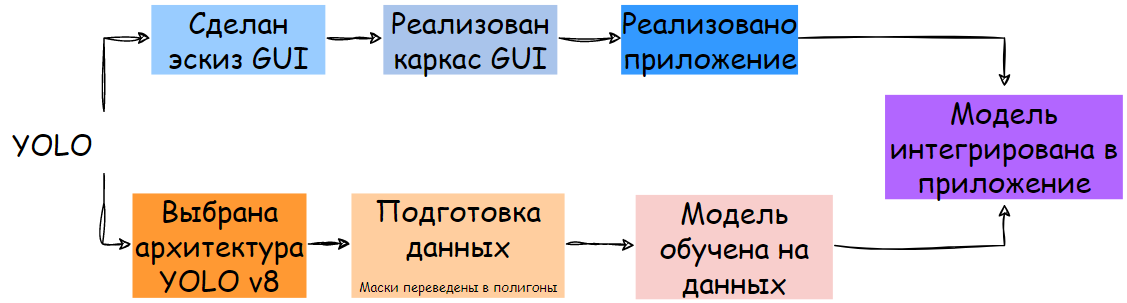 YOLO
Сделан
эскиз GUI
Реализован
каркас GUI
Реализовано
приложение
Выбрана
архитектура
YOLO v8
Подготовка
данных
Маски переведены в полигоны
Модель
обучена на
данных
Модель
интегрирована в
приложение